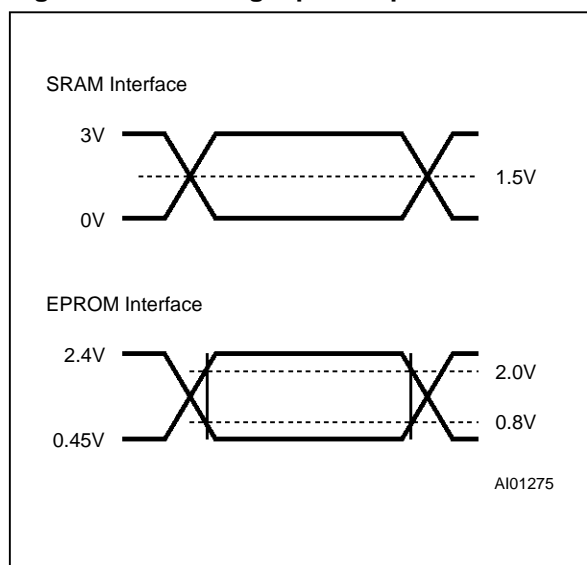 SRAM Interface
3V
1.5V
0V
EPROM Interface
2.4V
2.0V
0.8V
0.45V
AI01275